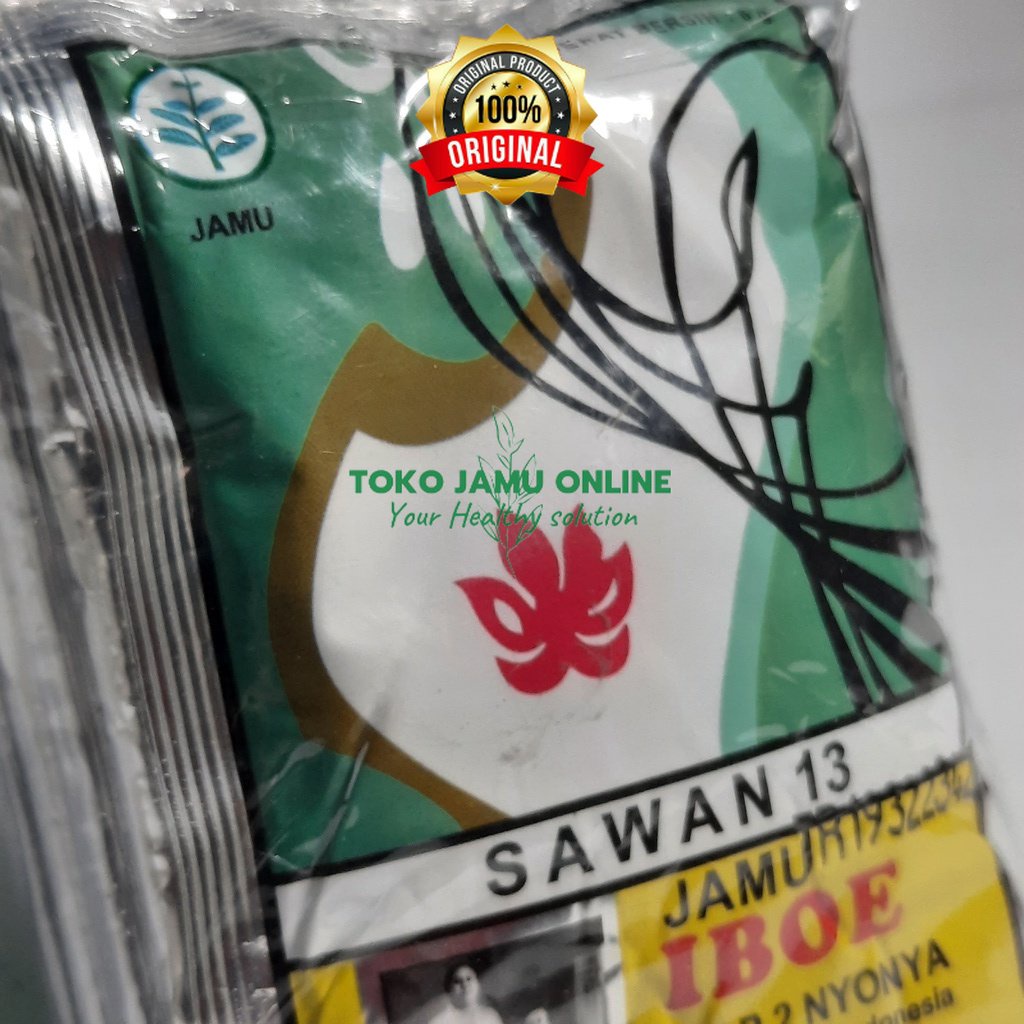 ORIGINAL PRODUCT
100%
ORIGINAL
JAMU
TOKO JAMU ONLINE
Your Healthy solution
SAWAN 13
JAMU
IBOE
2 NYONYA